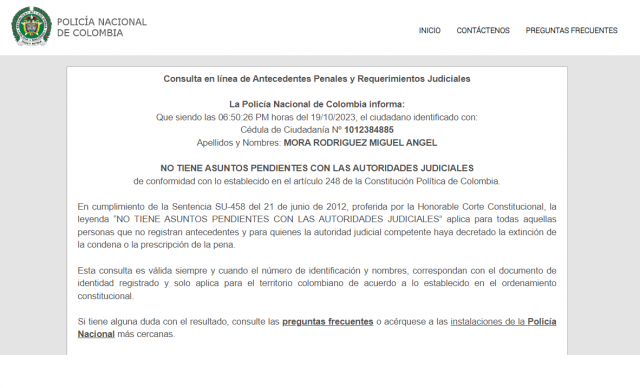 POLICÍA NACIONAL
DE COLOMBIA
INICIO CONTÁCTENOS PREGUNTAS FRECUENTES
Consulta en línea de Antecedentes Penales y Requerimientos Judiciales
La Policía Nacional de Colombia informa:
Que siendo las 06:50:26 PM horas del 19/10/2023, el ciudadano identificado con:
Cédula de Ciudadanía Nº 1012384885
Apellidos y Nombres: MORA RODRIGUEZ MIGUEL ANGEL
NO TIENE ASUNTOS PENDIENTES CON LAS AUTORIDADES JUDICIALES
de conformidad con lo establecido en el artículo 248 de la Constitución Política de Colombia.
En cumplimiento de la Sentencia SU-458 del 21 de junio de 2012, proferida por la Honorable Corte Constitucional, la
leyenda "NO TIENE ASUNTOS PENDIENTES CON LAS AUTORIDADES JUDICIALES" aplica para todas aquellas
personas que no registran antecedentes y para quienes la autoridad judicial competente haya decretado la extinción de
la condena o la prescripción de la pena.
Esta consulta es válida siempre y cuando el número de identificación y nombres, correspondan con el documento de
identidad registrado y solo aplica para el territorio colombiano de acuerdo a lo establecido en el ordenamiento
constitucional.
Si tiene alguna duda con el resultado, consulte las preguntas frecuentes o acérquese a las instalaciones de la Policía
Nacional más cercanas.